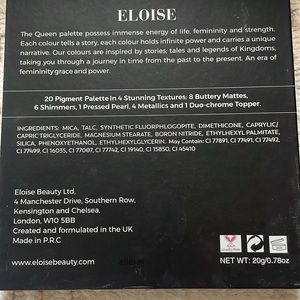 ELOISE
The Queen palette possess immense energy of life, femininity and strength.
Each colour tells a story, each colour holds infinite power and carries a unique
narrative. Our colours are inspired by stories: tales and legends of Kingdoms,
taking you through a journey in time from the past to the present. An era of
femininity grace and power.
20 Pigment Palette In 4 Stunning Textures: 8 Buttery Mattes,
6 Shimmers, 1 Pressed Pearl, 4 Metallics and 1 Duo-chrome Topper.
INGREDIENTS: MICA, TALC, SYNTHETIC FLUORPHLOGOPITE, DIMETHICONE, CAPRYLIC/
CAPRIC TRIGLYCERIDE, MAGNESIUM STEARATE, BORON NITRIDE, ETHYLHEXYL PALMITATE,
SILICA, PHENOXYETHANOL, ETHYLHEXYLGLYCERIN. May Contain: CI 77891, CI 77491, CI 77492,
CI 77499, CI 16035, CI 77007, CI 77742, CI 19140, CI 15850, CI 45410
Eloise Beauty Ltd,
4 Manchester Drive, Southern Row,
Kensington and Chelsea,
London, W10 5BB
Created and formulated in the UK
Made in P.R.C
www.eloisebeauty.com
NET WT: 20g/0.78oz